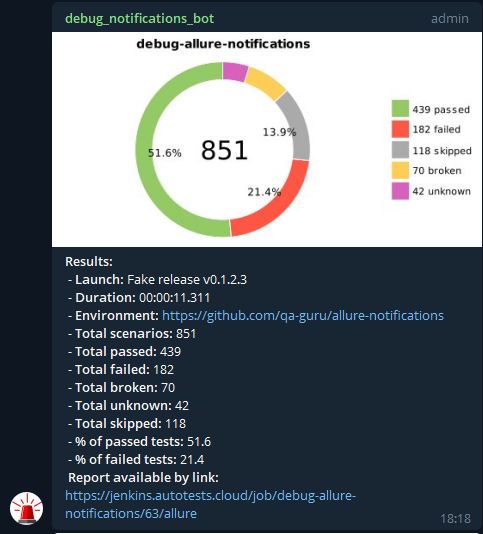 debug_notifications_bot admin
debug-allure-notifications
439 passed
182 failed
118 skipped
70 broken
42 unknown
13.9%
51.6%
851
21.4%
Results:
- Launch: Fake release v0.1.2.3
- Duration: 00:00:11.311
- Environment: https://github.com/qa-guru/allure-notifications
- Total scenarios: 851
- Total passed: 439
- Total failed: 182
- Total broken: 70
- Total unknown: 42
- Total skipped: 118
- % of passed tests: 51.6
- % of failed tests: 21.4
Report available by link:
https://jenkins.autotests.cloud/job/debug-allure-
notifications/63/allure
18:18